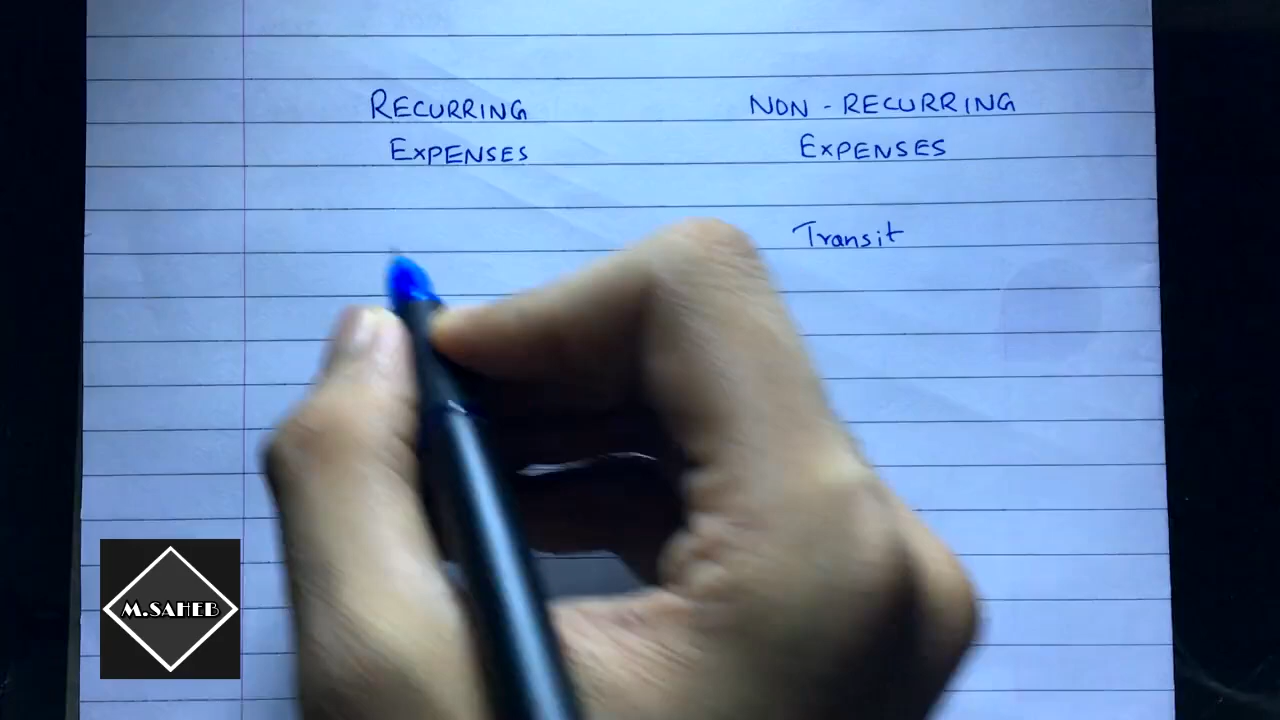 RECURRING
EXPENSES
NON-RECURRING
EXPENSES
Transit
M.SAHEB